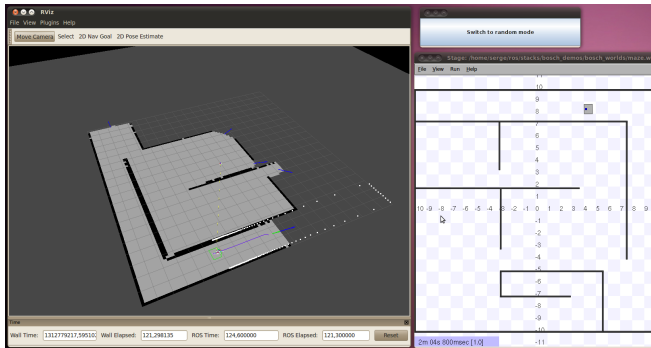 RViz
File View Plugins Help
Move Camera Select 2D Nav Goal 2D Pose Estimate
Time
Wall Time: 1312779217,595102 Wall Elapsed: 121,298135 ROS Time: 124,600000 ROS Elapsed: 121,300000 Reset
Switch to random mode
Stage: /home/sergo/ros/stacks/bosch_demos/bosch_worlds/maze.w
File View Run Help
11
10
9
8
7
6
5
4
3
2
1
10 -9 -8 -7 -6 -5 -4 -3 -2 -1 0 1 2 3 4 5 6 7 8 9
-1
-2
-3
-4
-5
-6
-7
-8
-9
-10
-11
2m 04s 800msec [1.0]